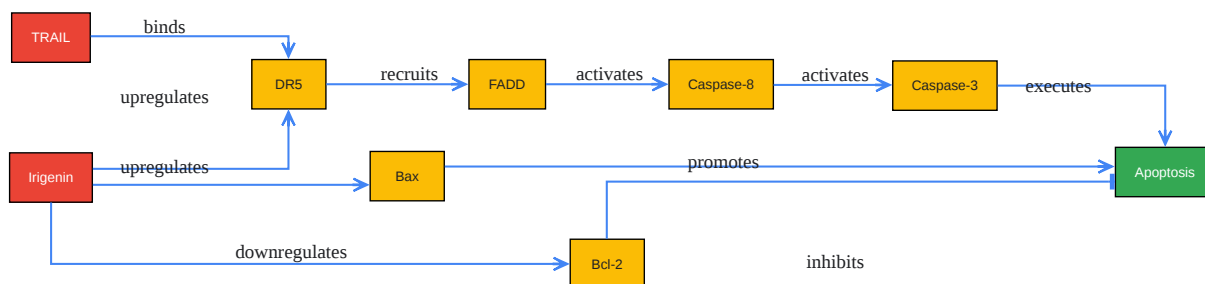 TRAIL
binds
DR5
recruits
FADD
activates
Caspase-8
activates
Caspase-3
executes
upregulates
Irigenin
upregulates
Bax
promotes
Apoptosis
downregulates
Bcl-2
inhibits